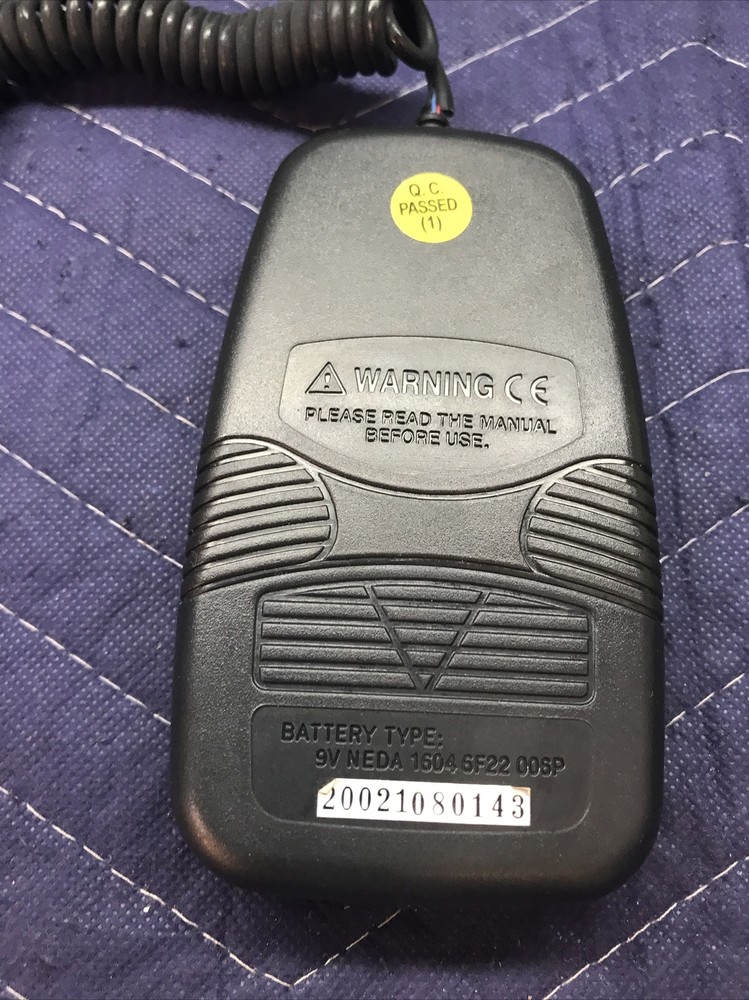 Q.C.
PASSED
(1)
⚠ WARNING CE
PLEASE READ THE MANUAL
BEFORE USE.
BATTERY TYPE:
9V NEDA 1604 6F22 006P
20021080143